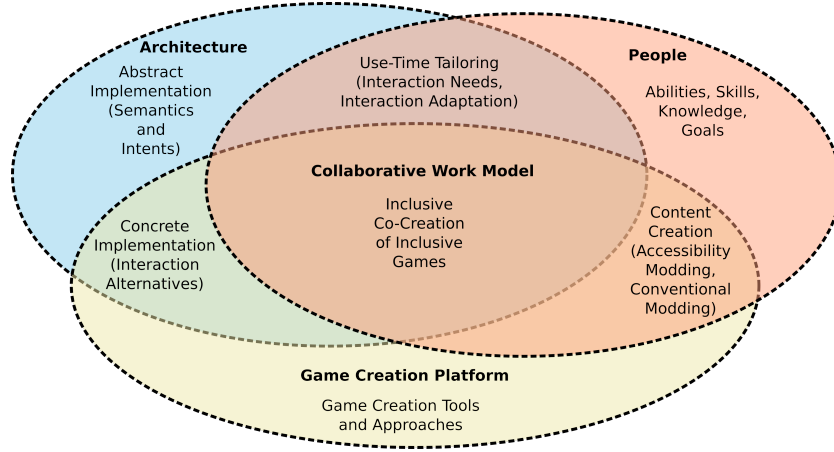 Architecture
Abstract
Implementation
(Semantics
and
Intents)
Use-Time Tailoring
(Interaction Needs,
Interaction Adaptation)
People
Abilities, Skills,
Knowledge,
Goals
Collaborative Work Model
Inclusive
Co-Creation
of Inclusive
Games
Concrete
Implementation
(Interaction
Alternatives)
Content
Creation
(Accessibility
Modding,
Conventional
Modding)
Game Creation Platform
Game Creation Tools
and Approaches